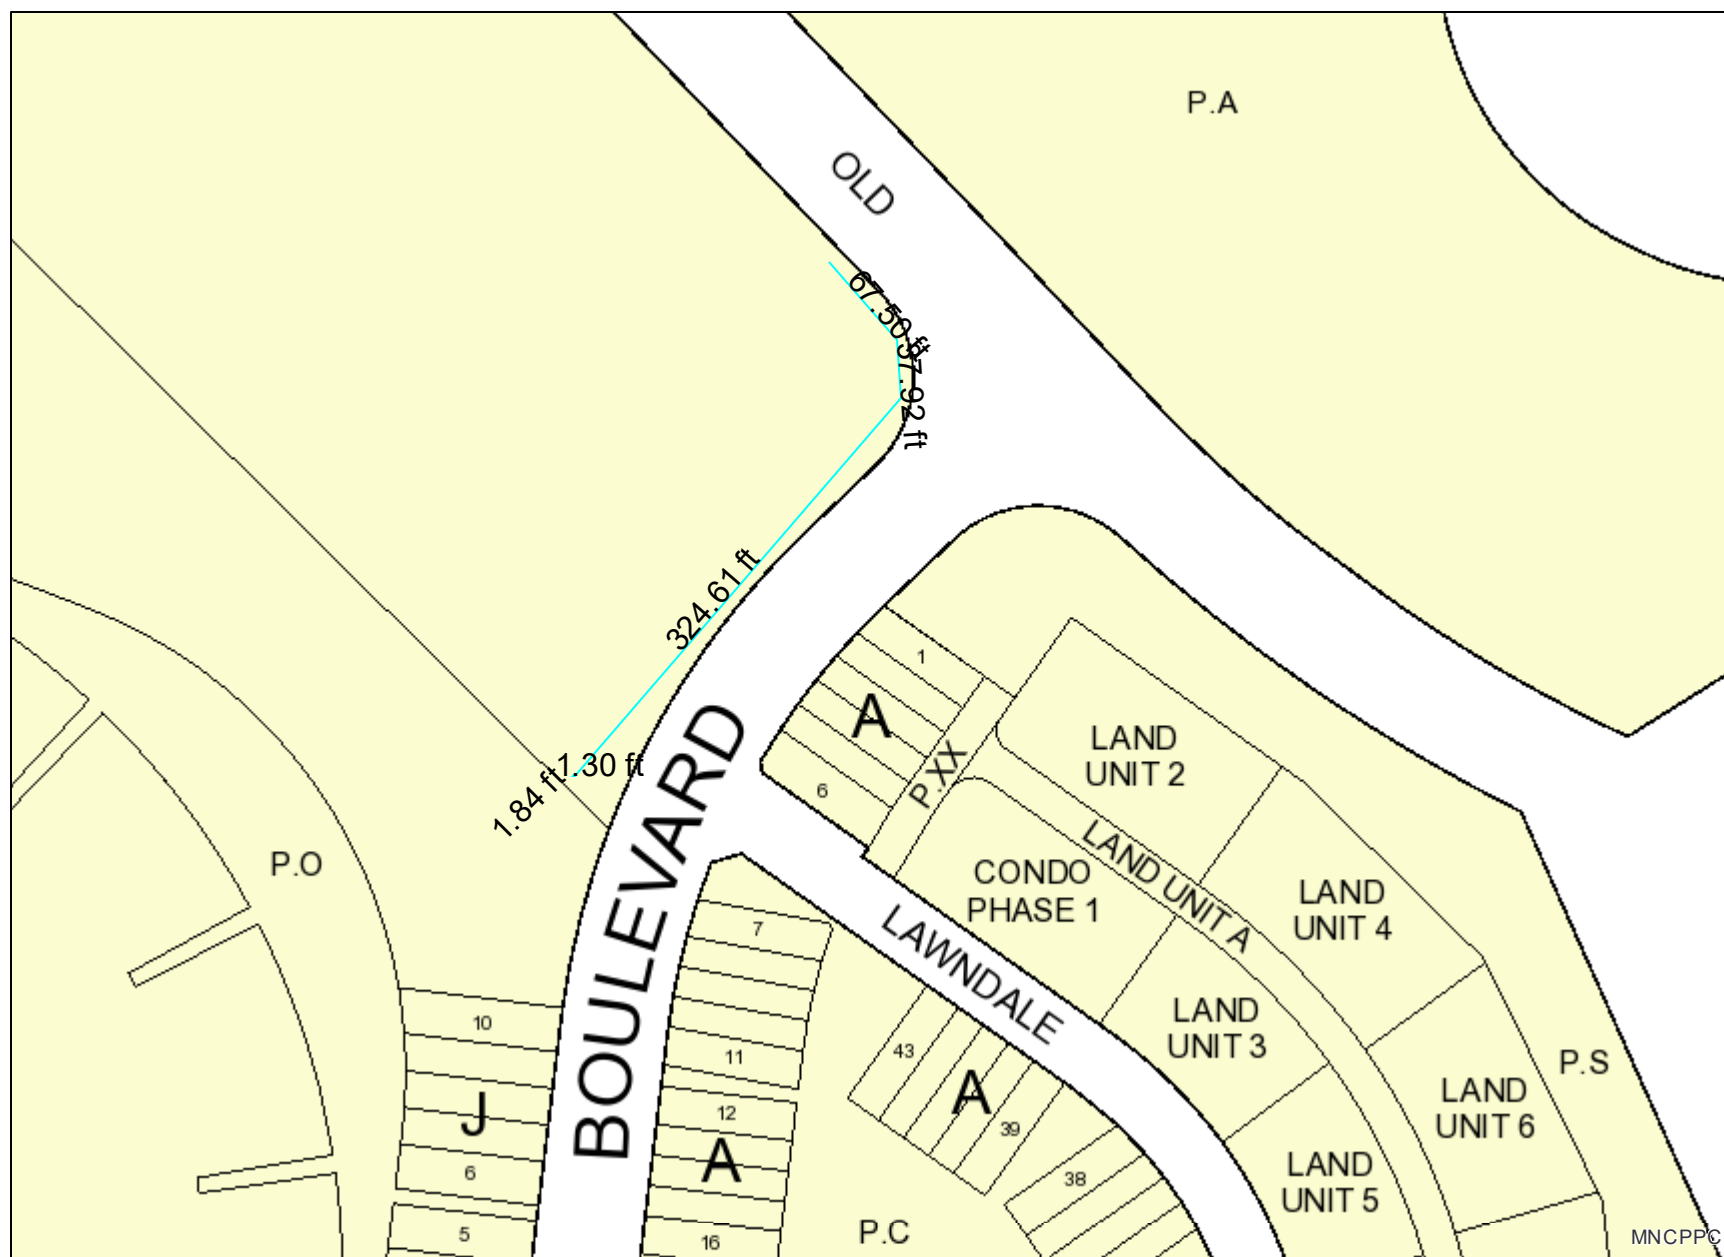 P.A
OLD
67.50 ft
57.92 ft
324.61 ft
1.30 ft
1.84 ft
BOULEVARD
1
A
6
P.XX
LAND
UNIT 2
LAND UNIT A
CONDO
PHASE 1
LAND
UNIT 4
P.O
LAWNDALE
7
11
12
A
16
10
J
6
5
43
A
39
38
LAND
UNIT 3
LAND
UNIT 6
P.S
LAND
UNIT 5
P.C
MNCPPC